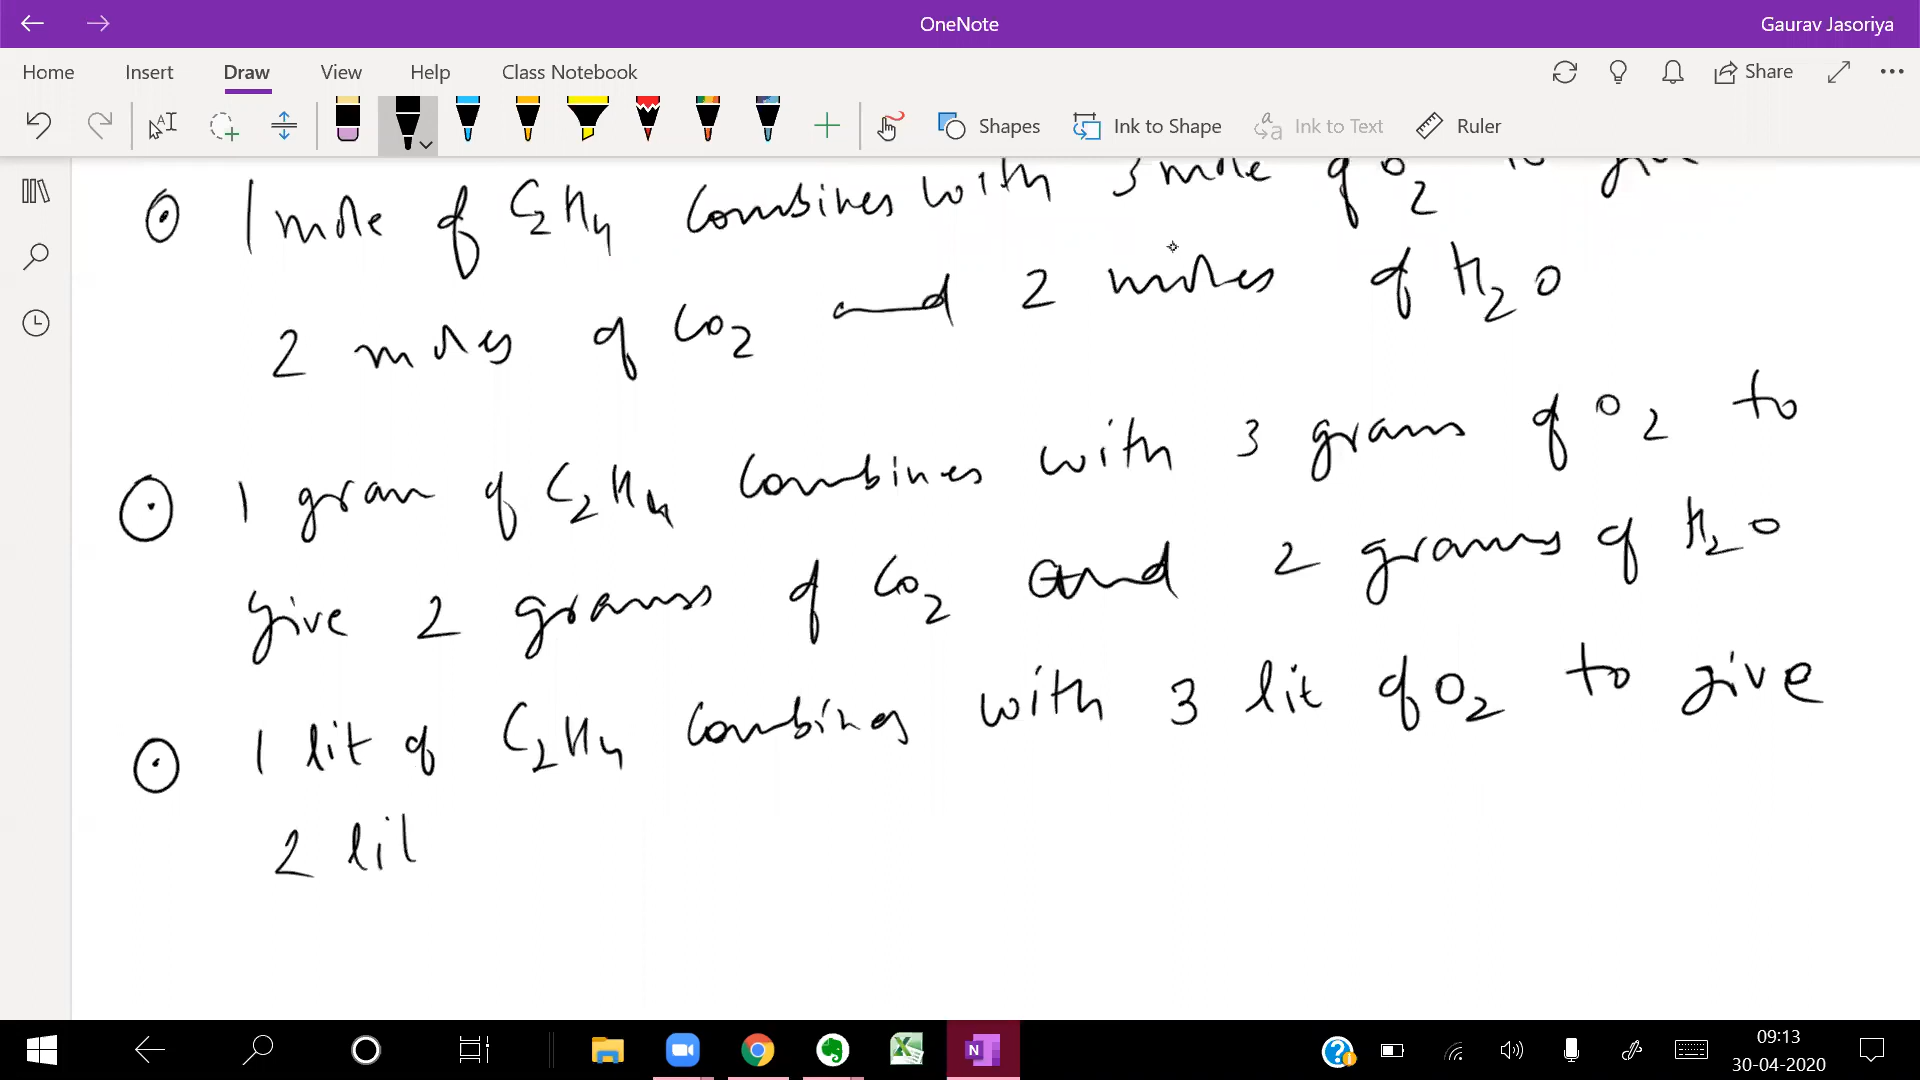 OneNote
Gaurav Jasoriya
Home Insert Draw View Help Class Notebook
Share
Shapes Ink to Shape Ink to Text Ruler
1 mole of C2H4 combines with 3 mole of O2 to give
2 moles of CO2 and 2 moles of H2O
1 gram of C2H4 combines with 3 grams of O2 to
give 2 grams of CO2 and 2 grams of H2O
1 lit of C2H4 combines with 3 lit of O2 to give
2 lil
09:13
30-04-2020